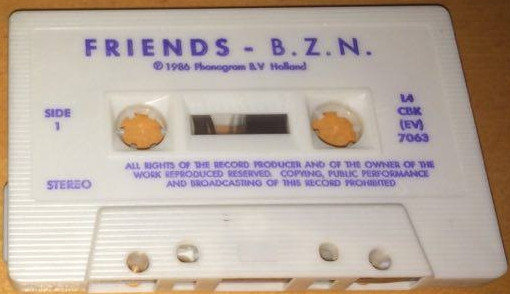 FRIENDS - B.Z.N.
℗ 1986 Phonogram B.V Holland
SIDE
1
L4
CBK
(EV)
7063
STEREO
ALL RIGHTS OF THE RECORD PRODUCER AND OF THE OWNER OF THE
WORK REPRODUCED RESERVED. COPYING, PUBLIC PERFORMANCE
AND BROADCASTING OF THIS RECORD PROHIBITED